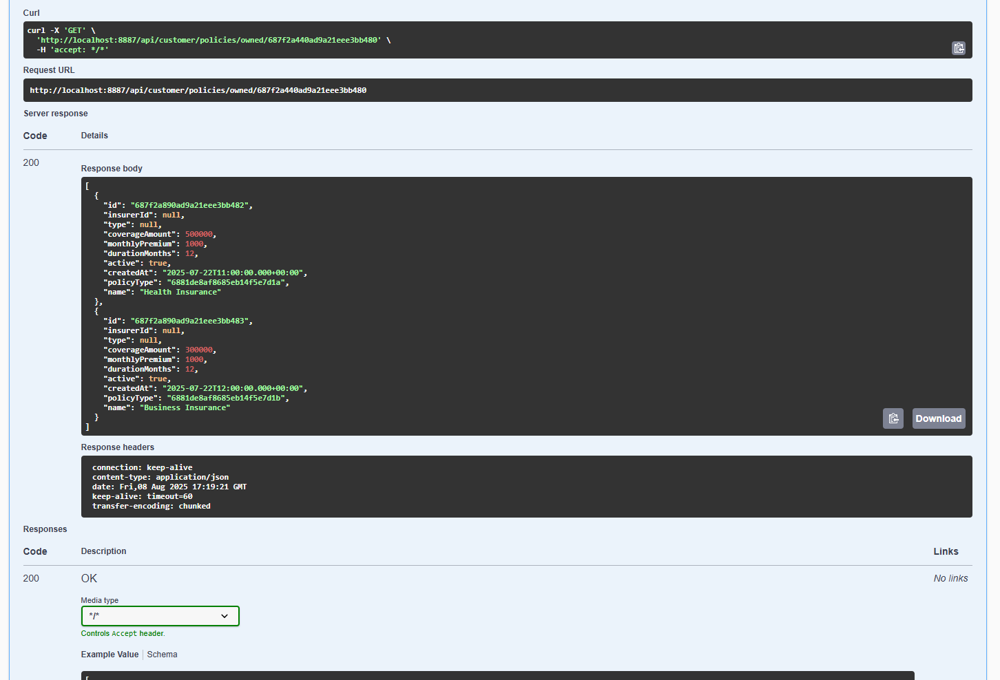 Curl
curl -X 'GET' \
  'http://localhost:8887/api/customer/policies/owned/687f2a440ad9a21eee3bb480' \
  -H 'accept: */*'
Request URL
http://localhost:8887/api/customer/policies/owned/687f2a440ad9a21eee3bb480
Server response
Code Details
200
Response body
[
  {
    "id": "687f2a890ad9a21eee3bb482",
    "insurerId": null,
    "type": null,
    "coverageAmount": 500000,
    "monthlyPremium": 1000,
    "durationMonths": 12,
    "active": true,
    "createdAt": "2025-07-22T11:00:00.000+00:00",
    "policyType": "6881de8af8685eb14f5e7d1a",
    "name": "Health Insurance"
  },
  {
    "id": "687f2a890ad9a21eee3bb483",
    "insurerId": null,
    "type": null,
    "coverageAmount": 300000,
    "monthlyPremium": 1000,
    "durationMonths": 12,
    "active": true,
    "createdAt": "2025-07-22T12:00:00.000+00:00",
    "policyType": "6881de8af8685eb14f5e7d1b",
    "name": "Business Insurance"
  }
]
Download
Response headers
connection: keep-alive
content-type: application/json
date: Fri,08 Aug 2025 17:19:21 GMT
keep-alive: timeout=60
transfer-encoding: chunked
Responses
Code Description Links
200 OK No links
Media type
*/*
Controls Accept header.
Example Value Schema
[